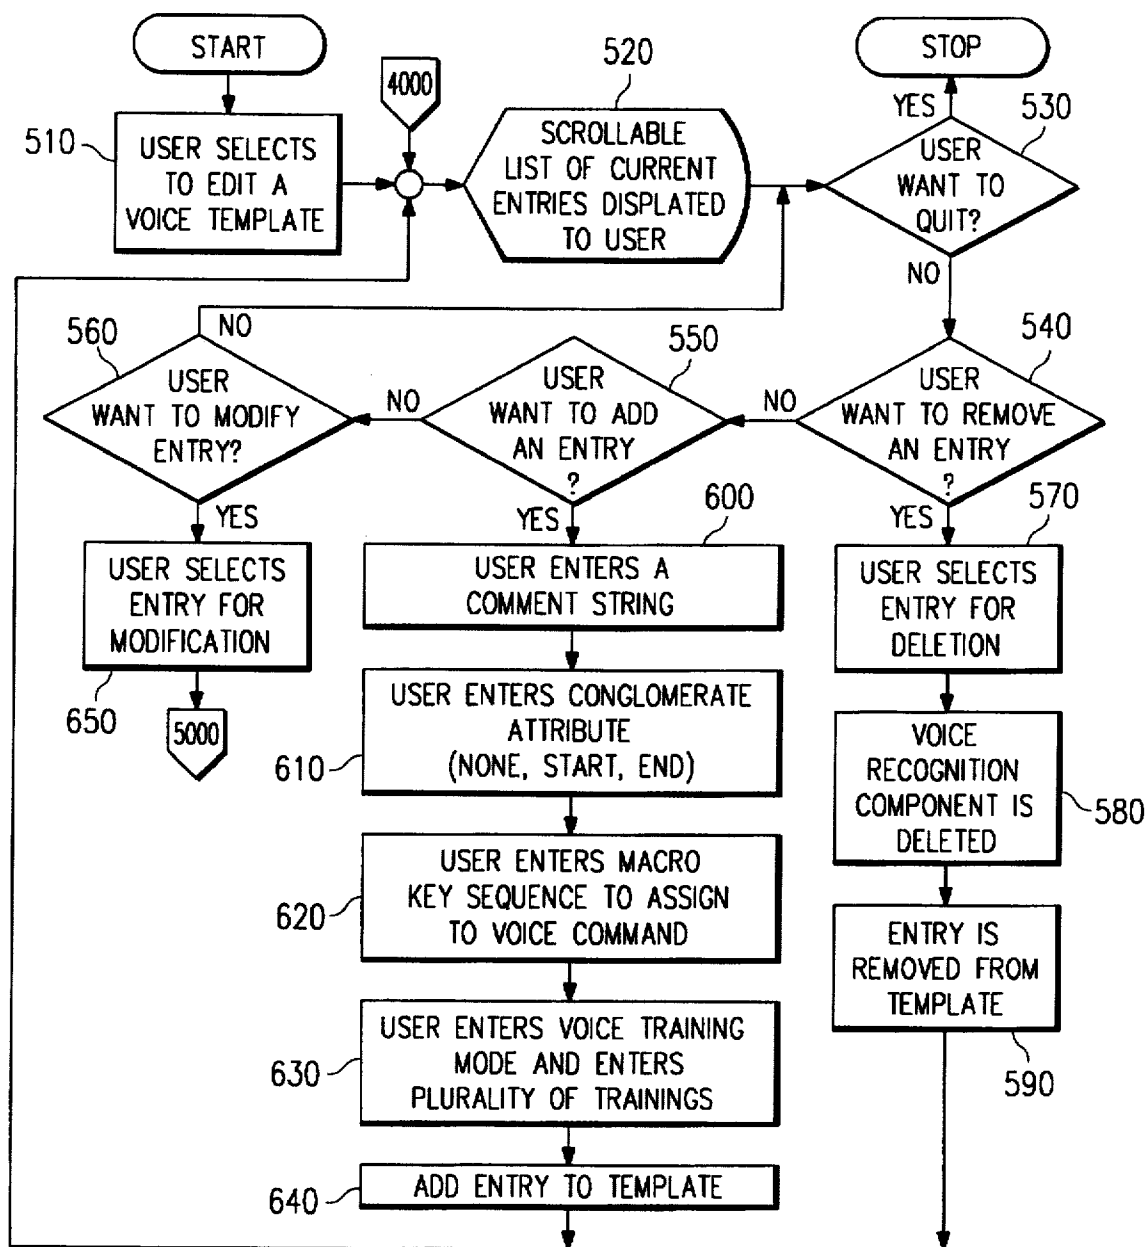 START
4000
520
STOP
YES
530
510
USER SELECTS
TO EDIT A
VOICE TEMPLATE
SCROLLABLE
LIST OF CURRENT
ENTRIES DISPLATED
TO USER
USER
WANT TO
QUIT?
NO
560
NO
550
540
USER
WANT TO MODIFY
ENTRY?
NO
USER
WANT TO ADD
AN ENTRY
?
NO
USER
WANT TO REMOVE
AN ENTRY
?
YES
YES
600
YES
570
USER SELECTS
ENTRY FOR
MODIFICATION
650
5000
USER ENTERS A
COMMENT STRING
USER SELECTS
ENTRY FOR
DELETION
USER ENTERS CONGLOMERATE
ATTRIBUTE
(NONE, START, END)
610
VOICE
RECOGNITION
COMPONENT IS
DELETED
580
USER ENTERS MACRO
KEY SEQUENCE TO ASSIGN
TO VOICE COMMAND
620
ENTRY IS
REMOVED FROM
TEMPLATE
590
USER ENTERS VOICE TRAINING
MODE AND ENTERS
PLURALITY OF TRAININGS
630
ADD ENTRY TO TEMPLATE
640